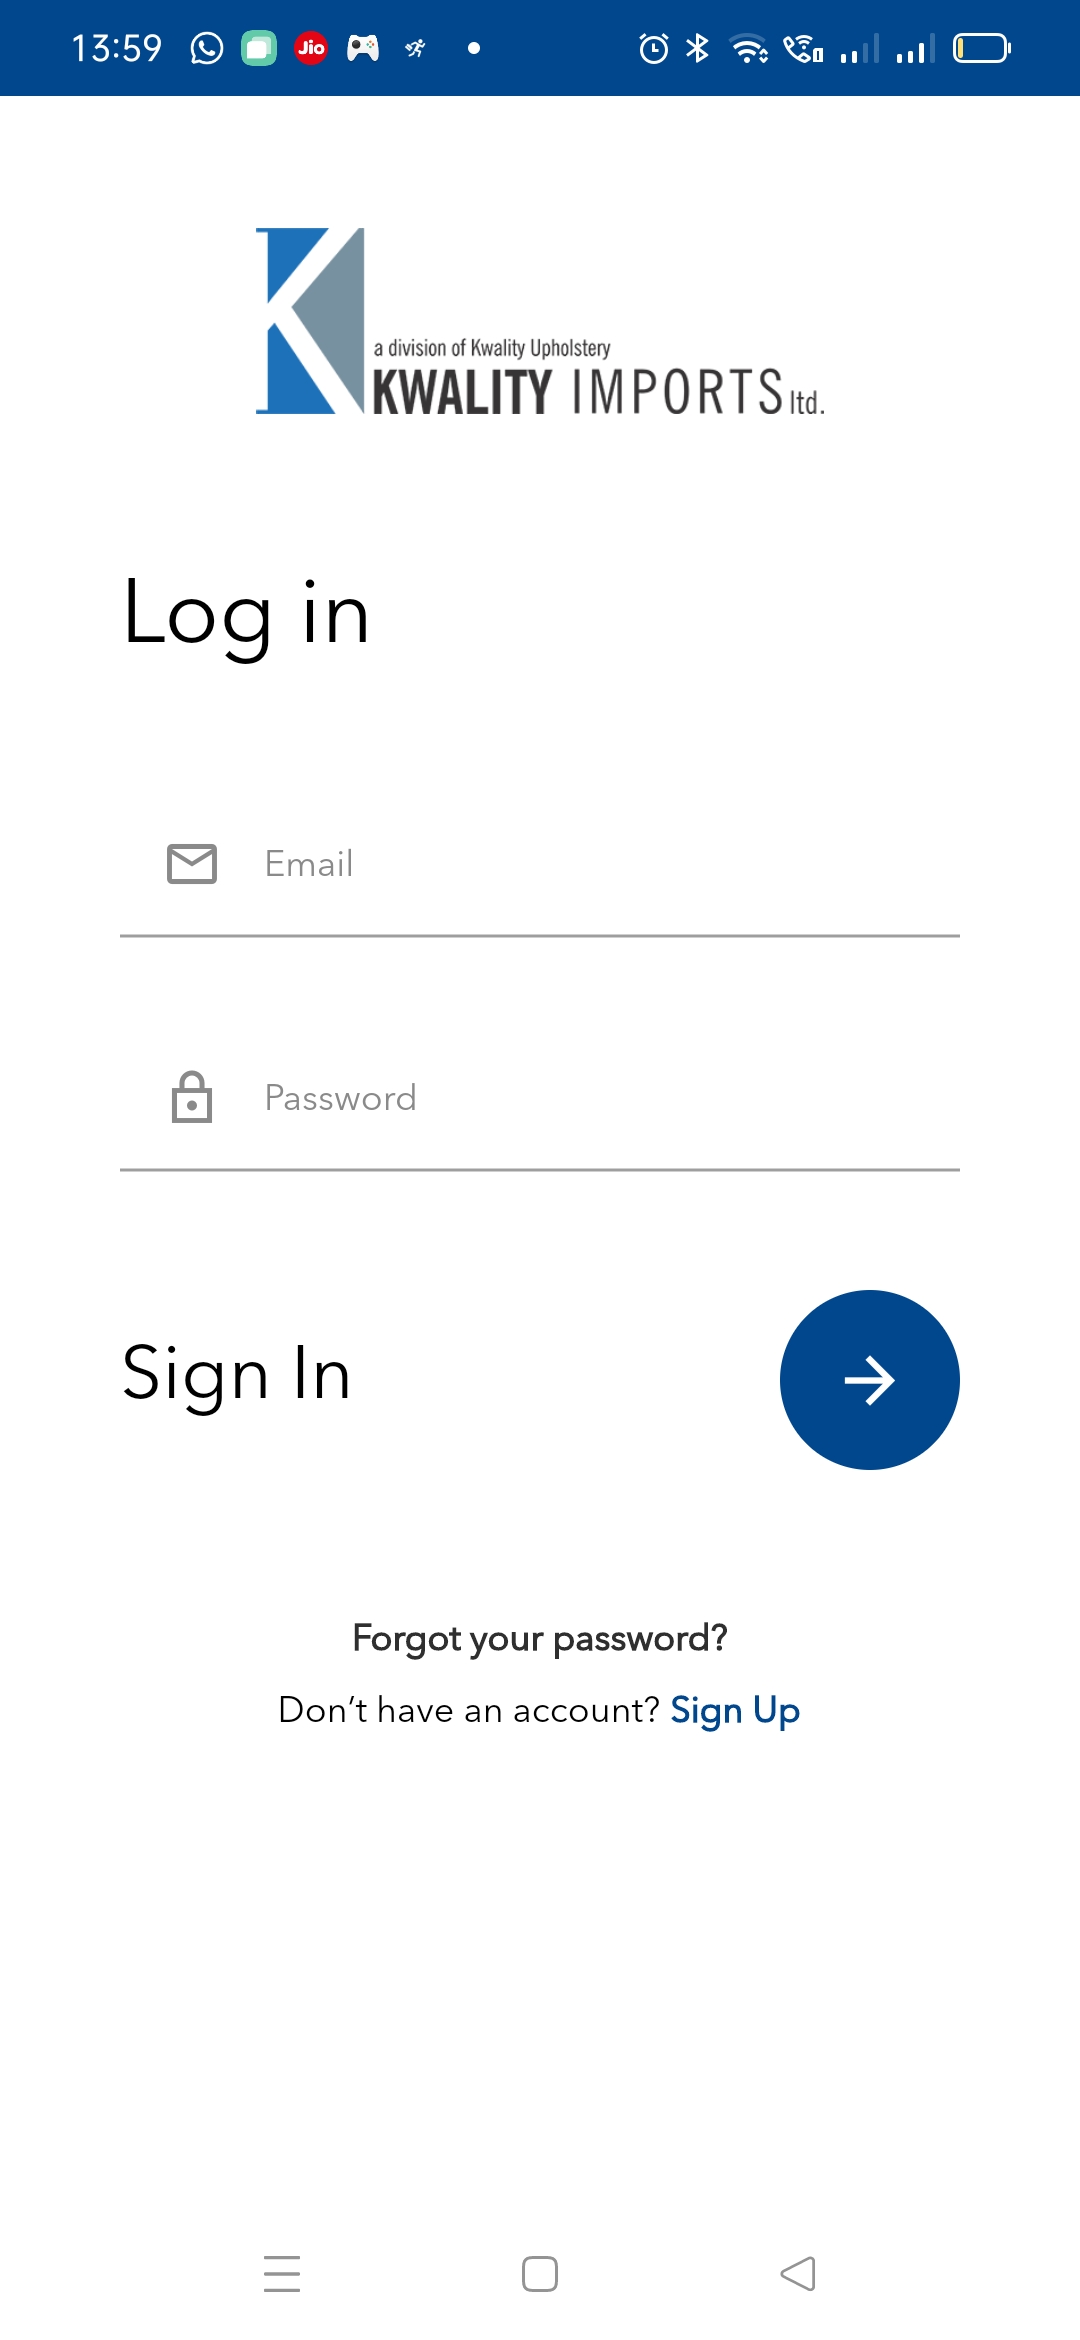 13:59
Jio
a division of Kwality Upholstery
KWALITY IMPORTS ltd.
Log in
Email
Password
Sign In
Forgot your password?
Don't have an account? Sign Up